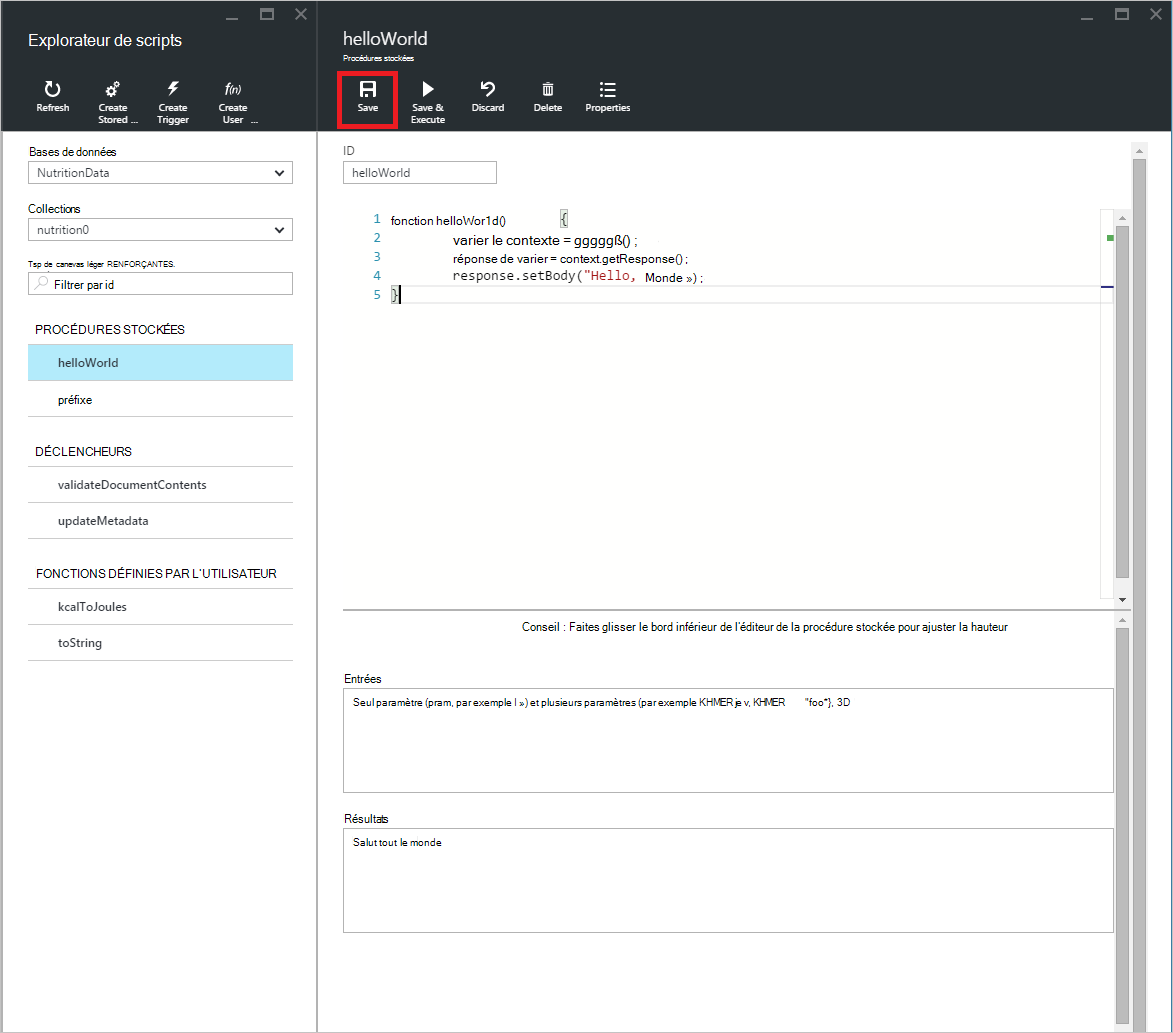 Explorateur de scripts
Refresh
Create
Stored ...
Create
Trigger
f(n)
Create
User ...
Bases de données
NutritionData
Collections
nutrition0
Tsp de canevas léger RENFORÇANTES.
Filtrer par id
PROCÉDURES STOCKÉES
helloWorld
préfixe
DÉCLENCHEURS
validateDocumentContents
updateMetadata
FONCTIONS DÉFINIES PAR L'UTILISATEUR
kcalToJoules
toString
helloWorld
Procédures stockées
Save
Save &
Execute
Discard
Delete
Properties
ID
helloWorld
1 fonction helloWor1d() {
2 varier le contexte = gggggß() ;
3 réponse de varier = context.getResponse() ;
4 response.setBody("Hello, Monde ») ;
5 }
Conseil : Faites glisser le bord inférieur de l'éditeur de la procédure stockée pour ajuster la hauteur
Entrées
Seul paramètre (pram, par exemple l ») et plusieurs paramètres (par exemple KHMER je v, KHMER "foo*}, 3D
Résultats
Salut tout le monde